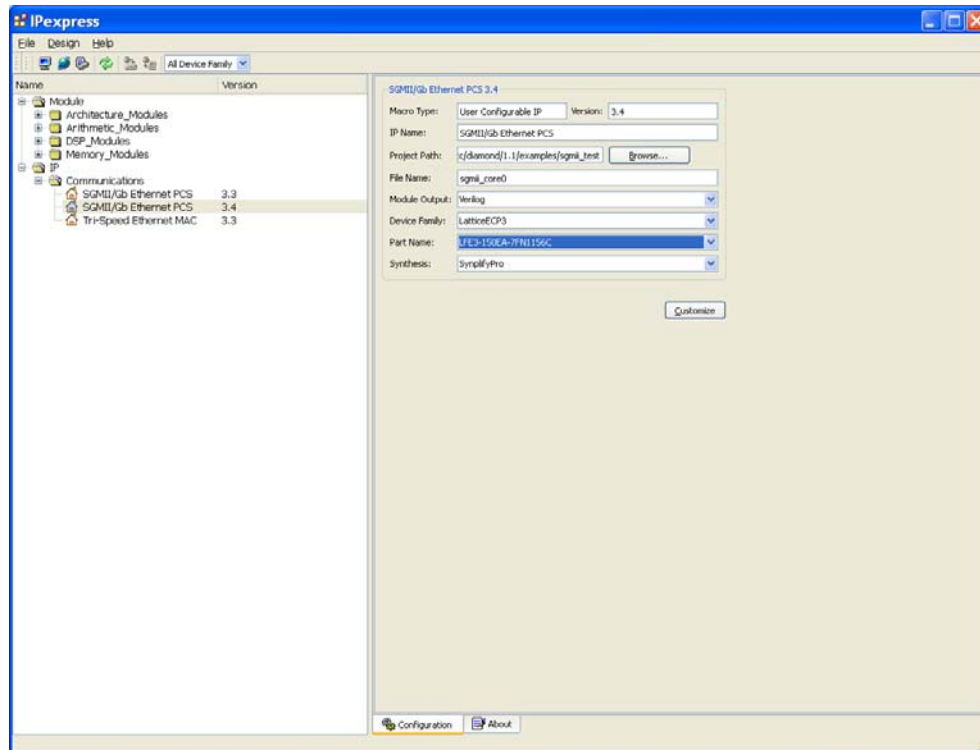 IPexpress
File Design Help
All Device Family
Name Version
Module
Architecture_Modules
Arithmetic_Modules
DSP_Modules
Memory_Modules
IP
Communications
SGMII/Gb Ethernet PCS 3.3
SGMII/Gb Ethernet PCS 3.4
Tri-Speed Ethernet MAC 3.3
SGMII/Gb Ethernet PCS 3.4
Macro Type: User Configurable IP Version: 3.4
IP Name: SGMII/Gb Ethernet PCS
Project Path: c/diamond/1.1/examples/sgmii_test Browse...
File Name: sgmii_core0
Module Output: Verilog
Device Family: LatticeECP3
Part Name: LFE3-150EA-7FN1156C
Synthesis: SynplifyPro
Customize
Configuration About